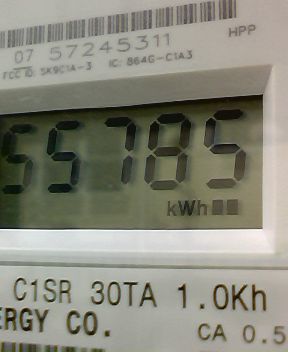 07 57245311 HPP
FCC ID: SK9C1A-3 IC: 864G-C1A3
55785
kWh
C1SR 30TA 1.0Kh
ERGY CO. CA 0.5